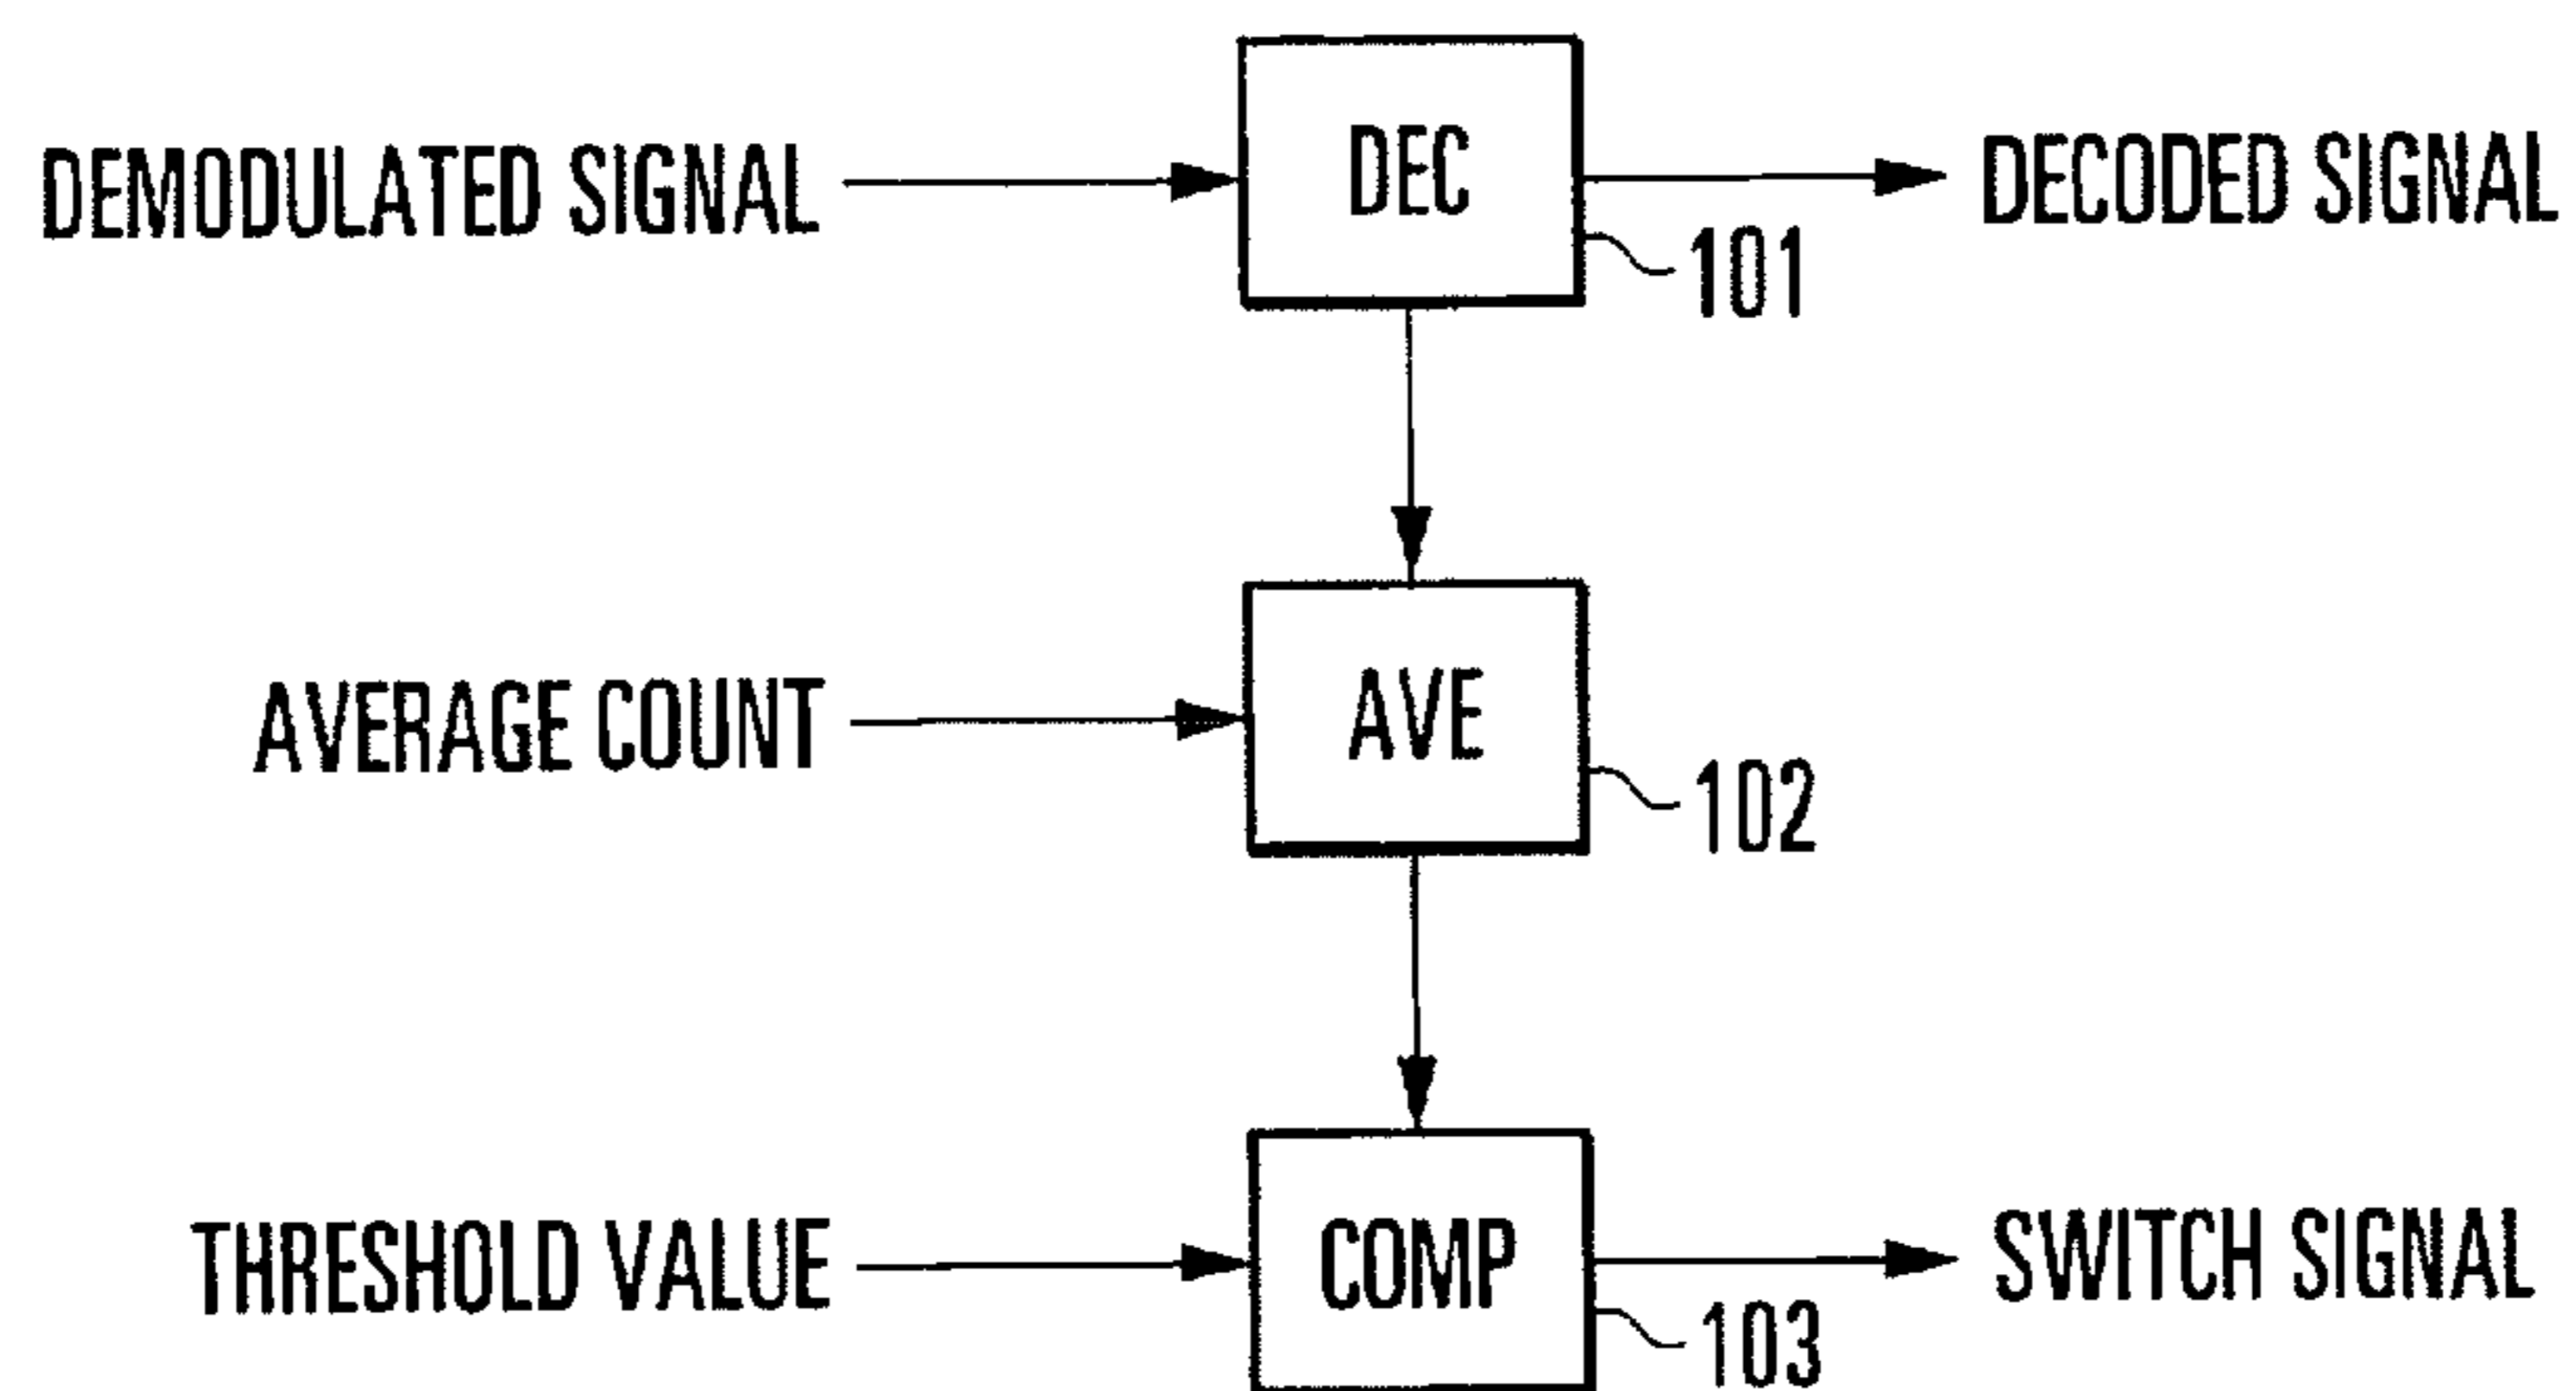 DEMODULATED SIGNAL
DEC
DECODED SIGNAL
101
AVERAGE COUNT
AVE
102
THRESHOLD VALUE
COMP
SWITCH SIGNAL
103